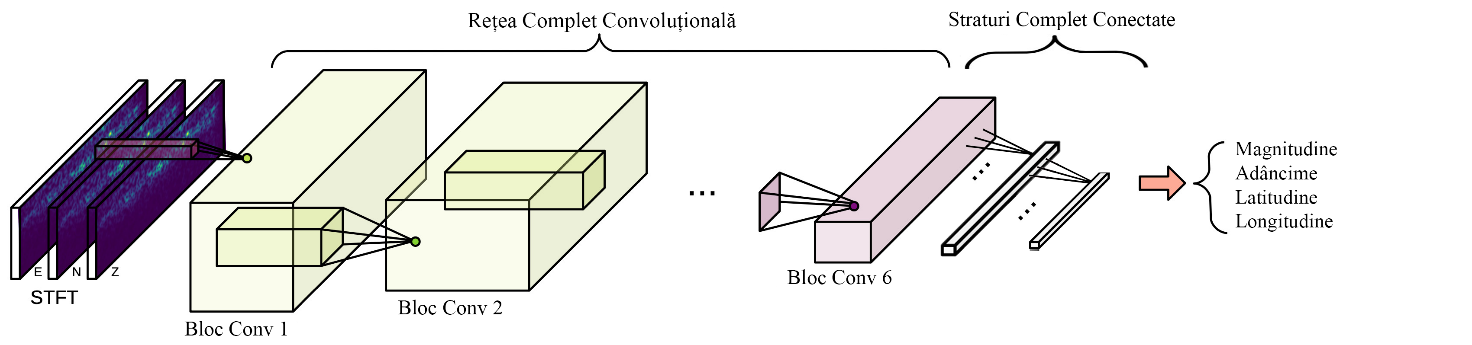 Rețea Complet Convoluțională
Straturi Complet Conectate
E N Z
STFT
Bloc Conv 1
Bloc Conv 2
...
Bloc Conv 6
...
...
Magnitudine
Adâncime
Latitudine
Longitudine